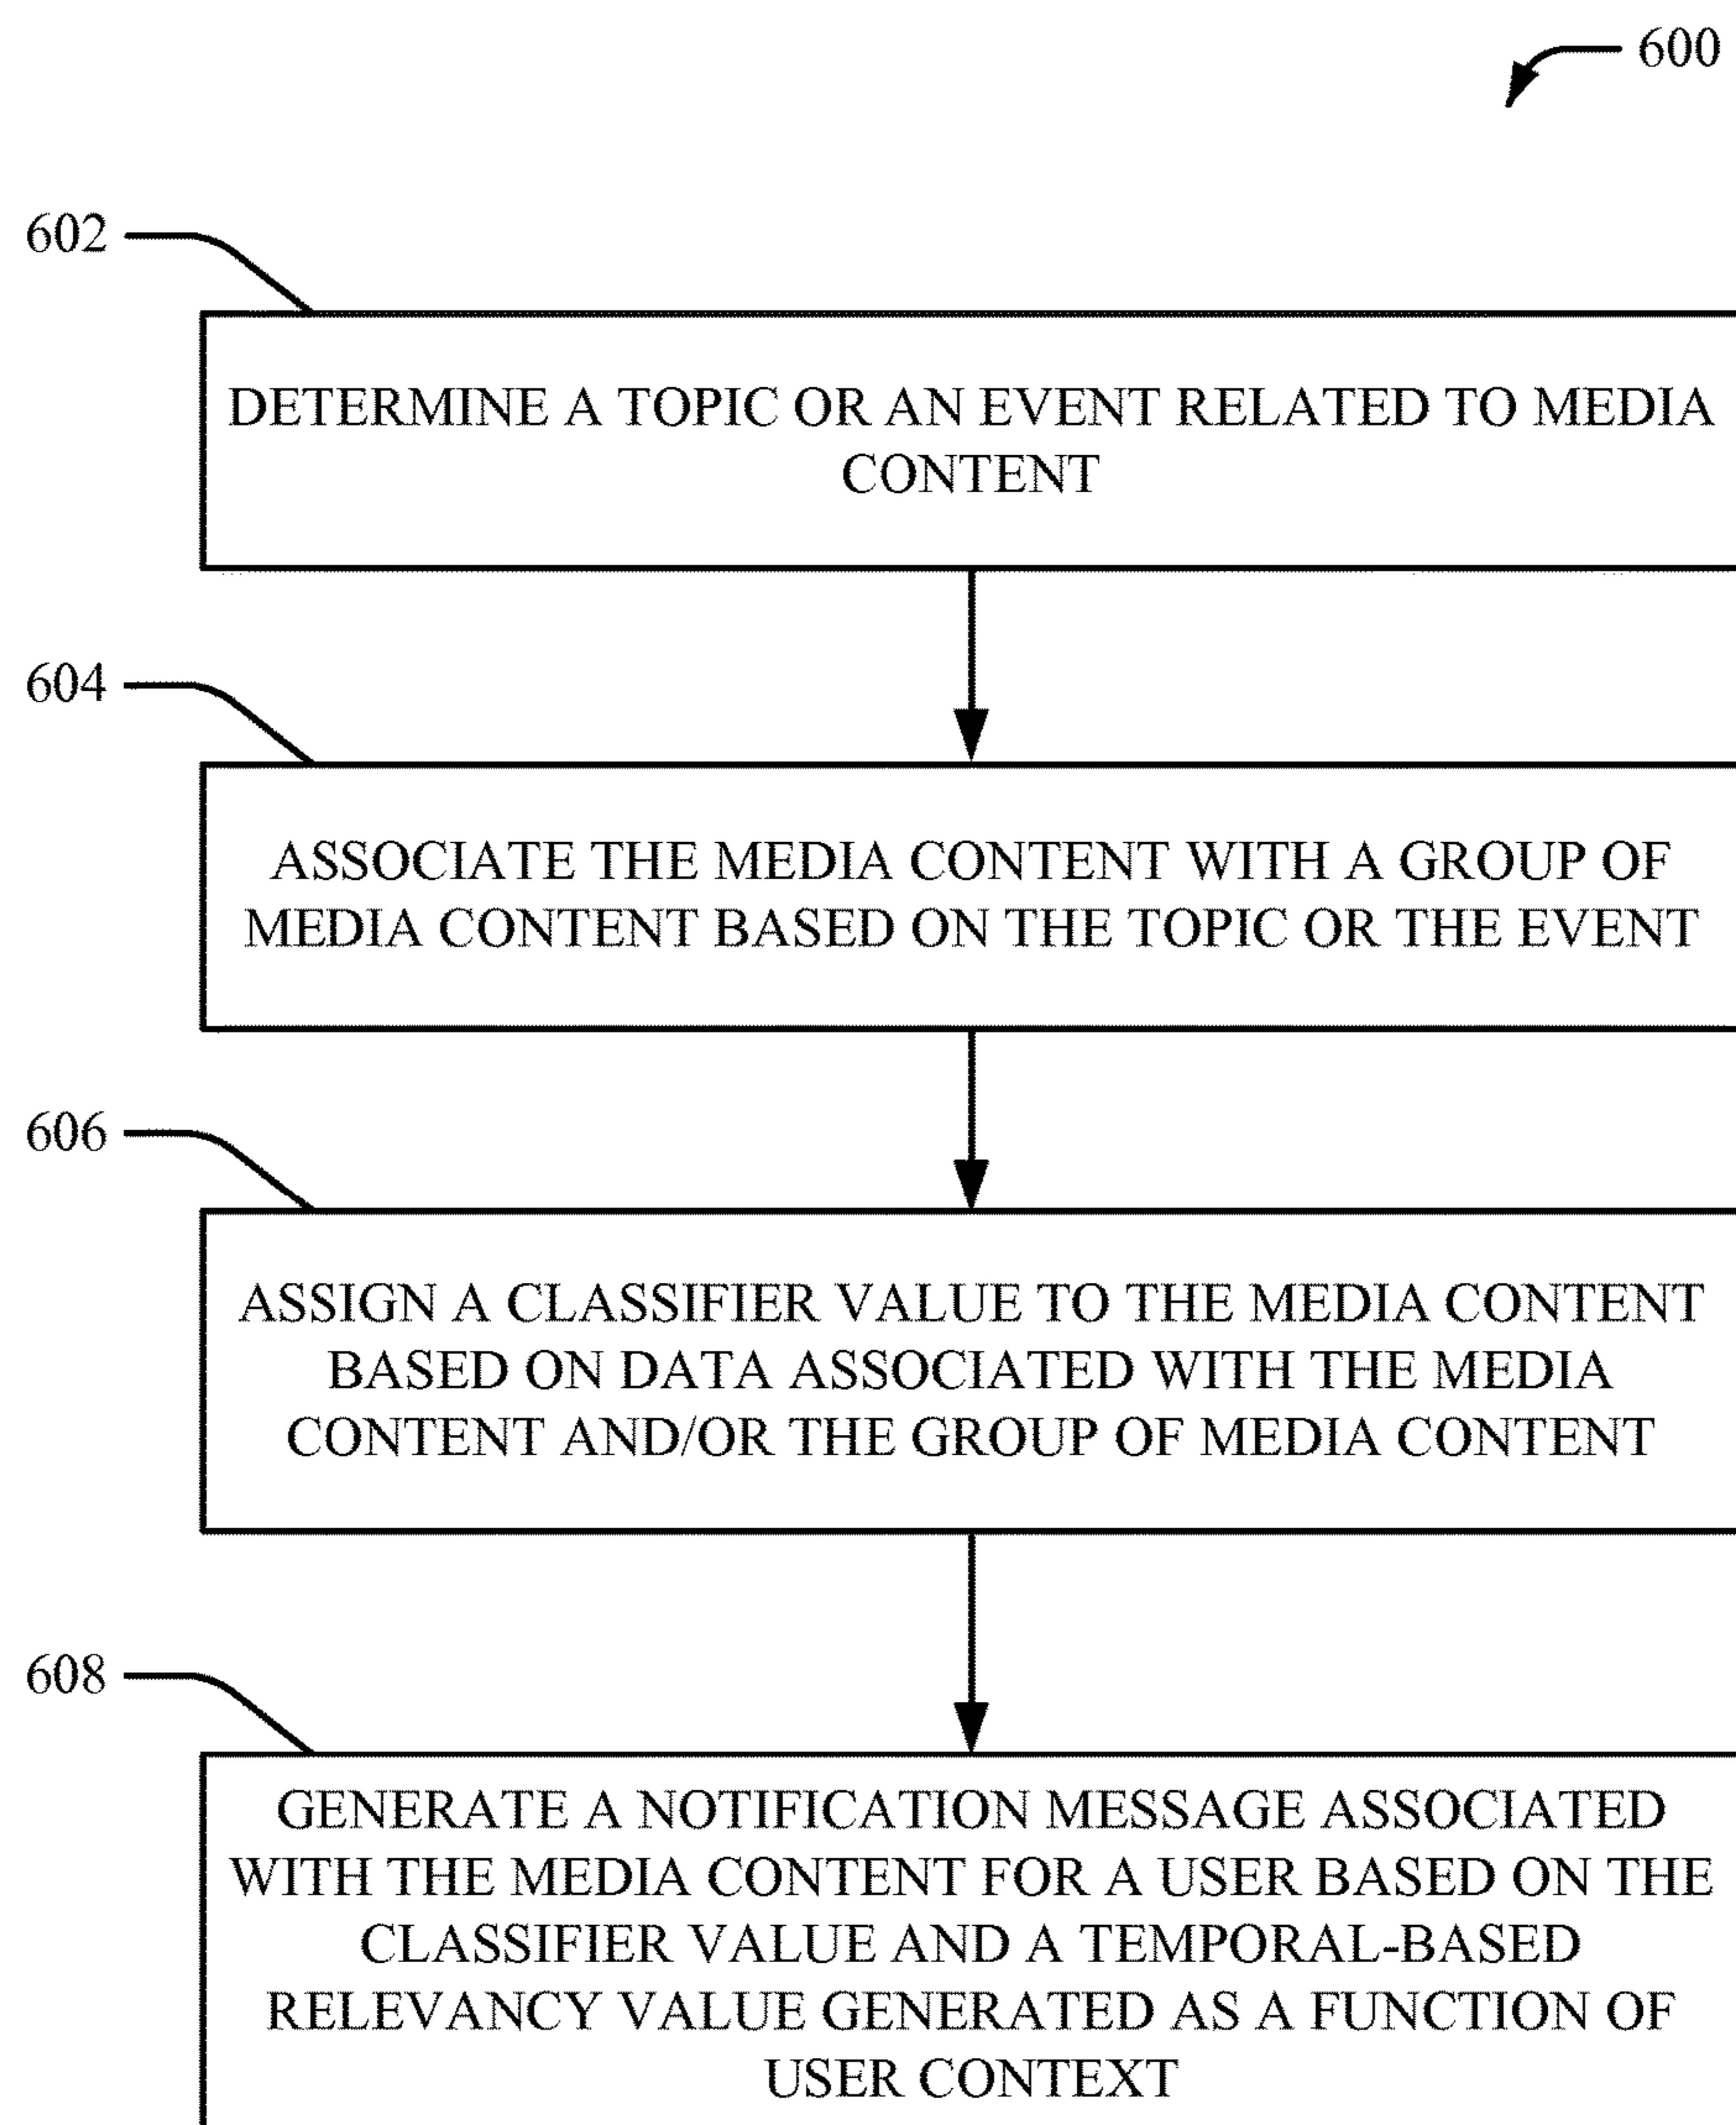 600
602
DETERMINE A TOPIC OR AN EVENT RELATED TO MEDIA
CONTENT
604
ASSOCIATE THE MEDIA CONTENT WITH A GROUP OF
MEDIA CONTENT BASED ON THE TOPIC OR THE EVENT
606
ASSIGN A CLASSIFIER VALUE TO THE MEDIA CONTENT
BASED ON DATA ASSOCIATED WITH THE MEDIA
CONTENT AND/OR THE GROUP OF MEDIA CONTENT
608
GENERATE A NOTIFICATION MESSAGE ASSOCIATED
WITH THE MEDIA CONTENT FOR A USER BASED ON THE
CLASSIFIER VALUE AND A TEMPORAL-BASED
RELEVANCY VALUE GENERATED AS A FUNCTION OF
USER CONTEXT